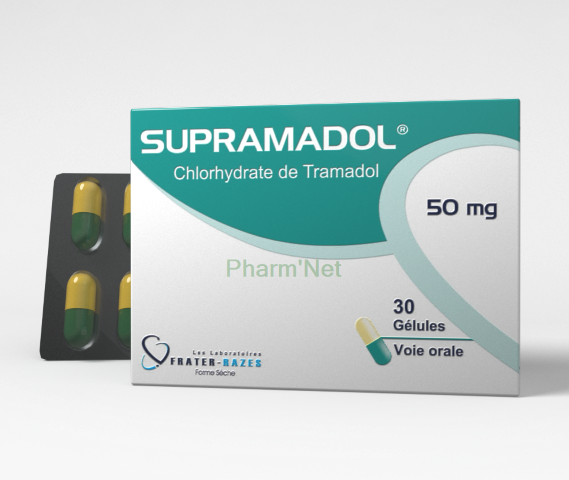 SUPRAMADOL®
Chlorhydrate de Tramadol
50 mg
Pharm'Net
30
Gélules
Voie orale
Les Laboratoires
FRATER-RAZES
Forme Sèche